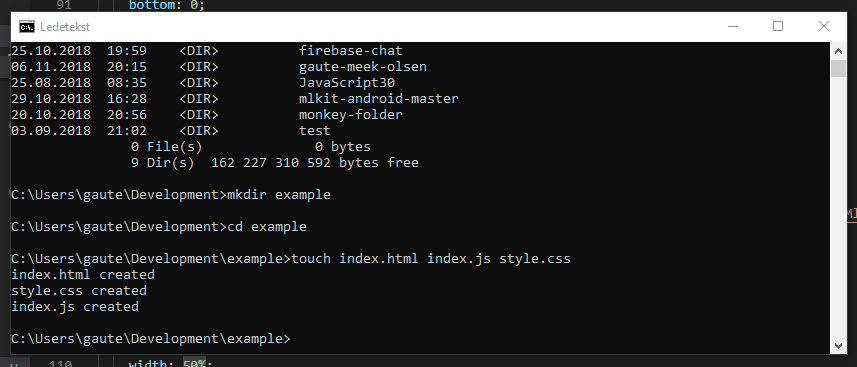 91 bottom: 0;
Ledetekst
25.10.2018 19:59 <DIR> firebase-chat
06.11.2018 20:15 <DIR> gaute-meek-olsen
25.08.2018 08:35 <DIR> JavaScript30
29.10.2018 16:28 <DIR> mlkit-android-master
20.10.2018 20:56 <DIR> monkey-folder
03.09.2018 21:02 <DIR> test
0 File(s) 0 bytes
9 Dir(s) 162 227 310 592 bytes free
C:\Users\gaute\Development>mkdir example
C:\Users\gaute\Development>cd example
C:\Users\gaute\Development\example>touch index.html index.js style.css
index.html created
style.css created
index.js created
C:\Users\gaute\Development\example>
110 width: 50%;